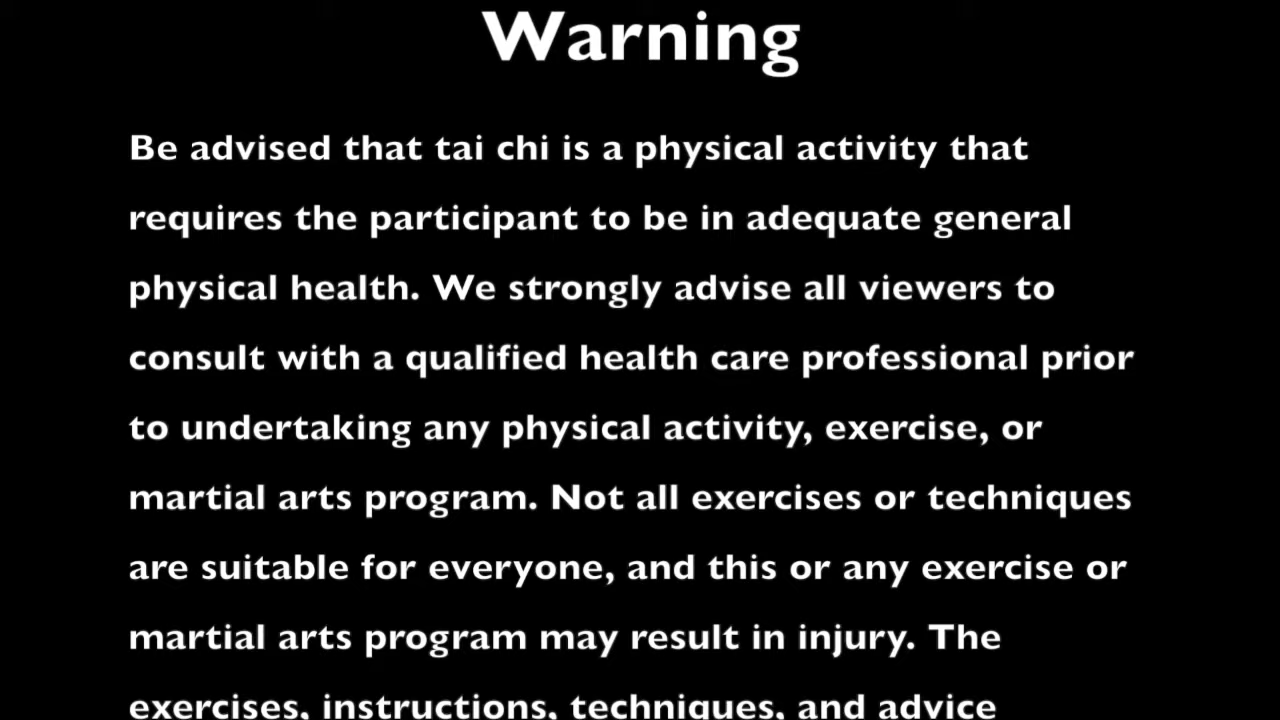 Warning
Be advised that tai chi is a physical activity that
requires the participant to be in adequate general
physical health. We strongly advise all viewers to
consult with a qualified health care professional prior
to undertaking any physical activity, exercise, or
martial arts program. Not all exercises or techniques
are suitable for everyone, and this or any exercise or
martial arts program may result in injury. The
exercises, instructions, techniques, and advice